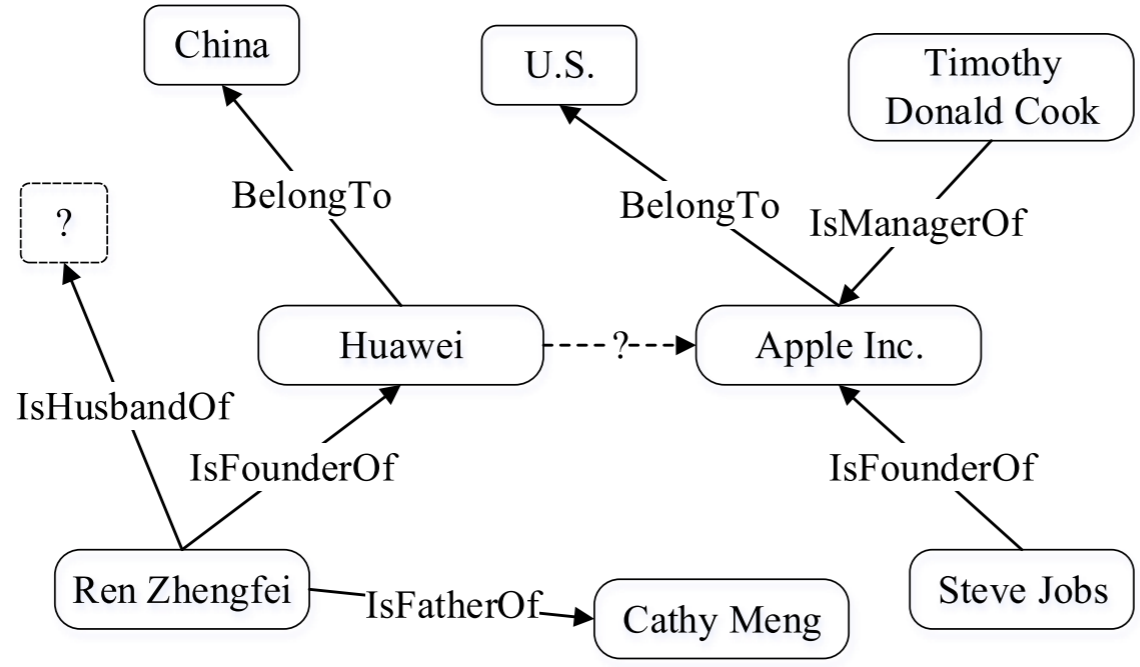 China
U.S.
Timothy
Donald Cook
BelongTo
BelongTo
IsManagerOf
?
Huawei
?
Apple Inc.
IsHusbandOf
IsFounderOf
IsFounderOf
Ren Zhengfei
IsFatherOf
Cathy Meng
Steve Jobs